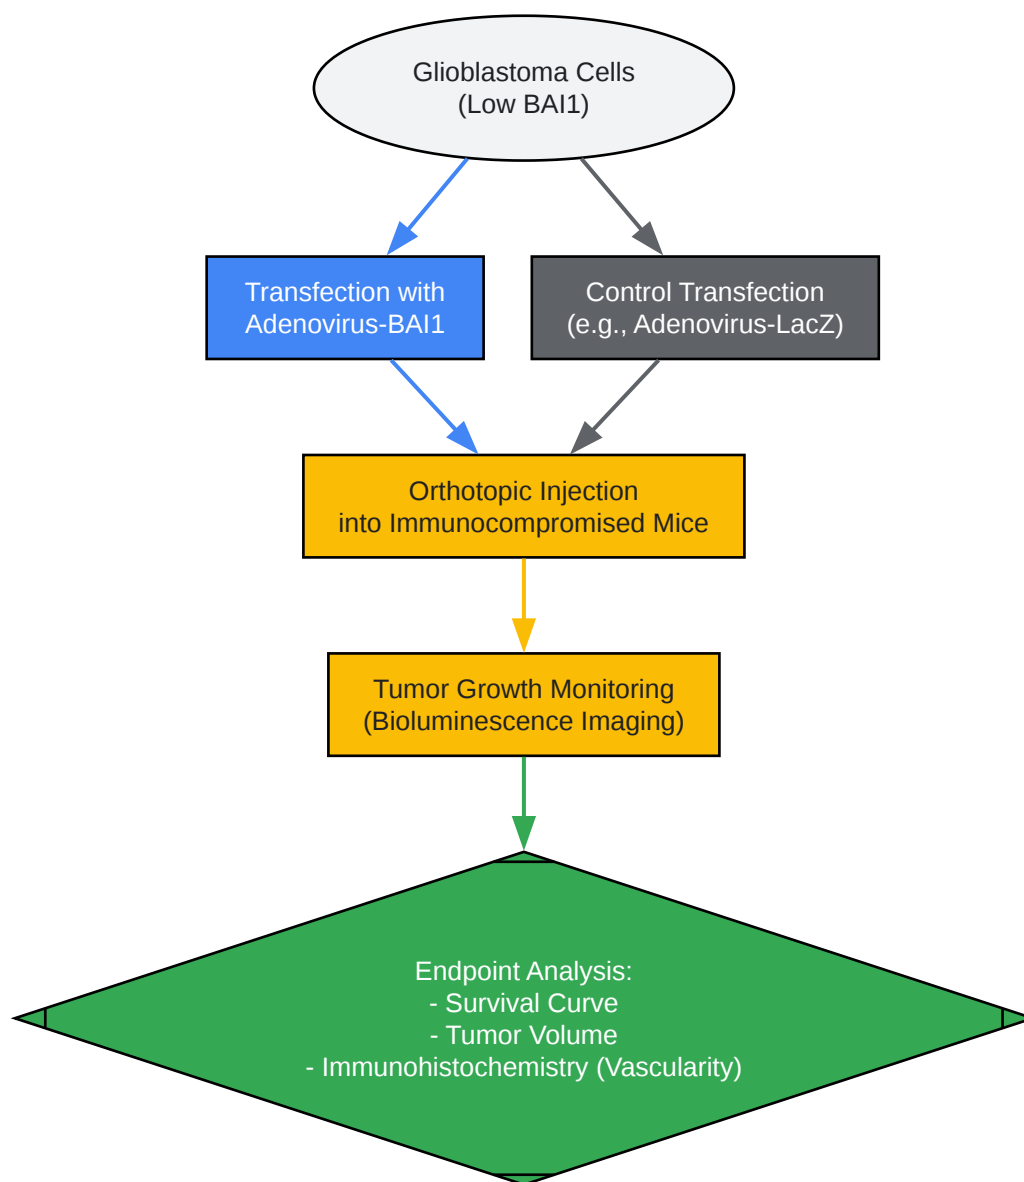 Glioblastoma Cells
(Low BAI1)
Transfection with
Adenovirus-BAI1
Control Transfection
(e.g., Adenovirus-LacZ)
Orthotopic Injection
into Immunocompromised Mice
Tumor Growth Monitoring
(Bioluminescence Imaging)
Endpoint Analysis:
- Survival Curve
- Tumor Volume
- Immunohistochemistry (Vascularity)